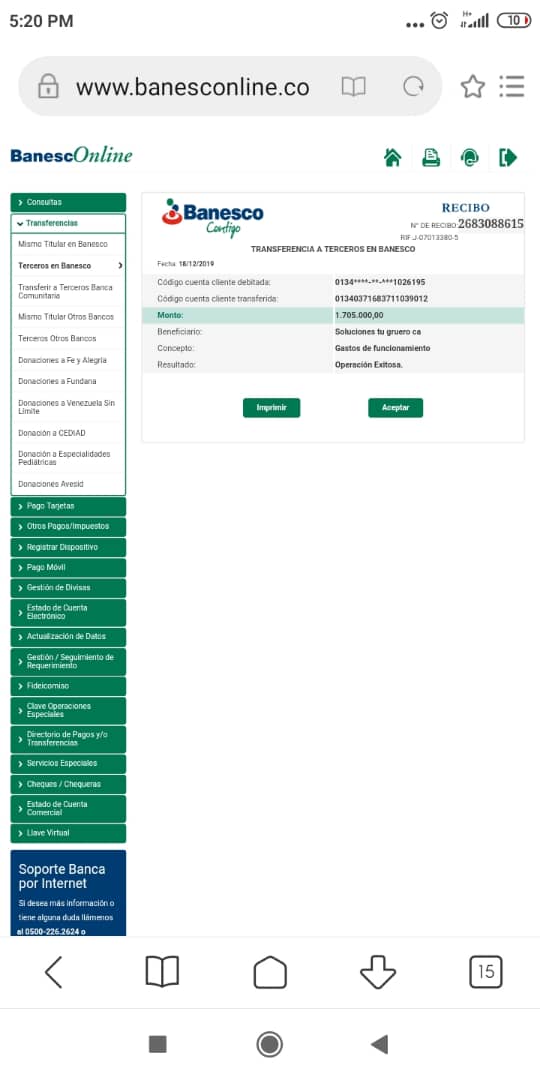 5:20 PM
H+
10
www.banesconline.co
BanescOnline
Consultas
Transferencias
Mismo Titular en Banesco
Terceros en Banesco
Transferir a Terceros Banca
Comunitaria
Mismo Titular Otros Bancos
Terceros Otros Bancos
Donaciones a Fe y Alegría
Donaciones a Fundana
Donaciones a Venezuela Sin
Límite
Donación a CEDIAD
Donación a Especialidades
Pediátricas
Donaciones Avesid
Pago Tarjetas
Otros Pagos/Impuestos
Registrar Dispositivo
Pago Móvil
Gestión de Divisas
Estado de Cuenta
Electrónico
Actualización de Datos
Gestión / Seguimiento de
Requerimiento
Fideicomiso
Clave Operaciones
Especiales
Directorio de Pagos y/o
Transferencias
Servicios Especiales
Cheques / Chequeras
Estado de Cuenta
Comercial
Llave Virtual
Soporte Banca
por Internet
Si desea más información o
tiene alguna duda llámenos
al 0500-226.2624 o
Banesco
Contigo
RECIBO
N° DE RECIBO:2683088615
RIF.J-07013380-5
TRANSFERENCIA A TERCEROS EN BANESCO
Fecha: 18/12/2019
Código cuenta cliente debitada: 0134****-**-***1026195
Código cuenta cliente transferida: 01340371683711039012
Monto: 1.705.000,00
Beneficiario: Soluciones tu gruero ca
Concepto: Gastos de funcionamiento
Resultado: Operación Exitosa.
Imprimir
Aceptar
15